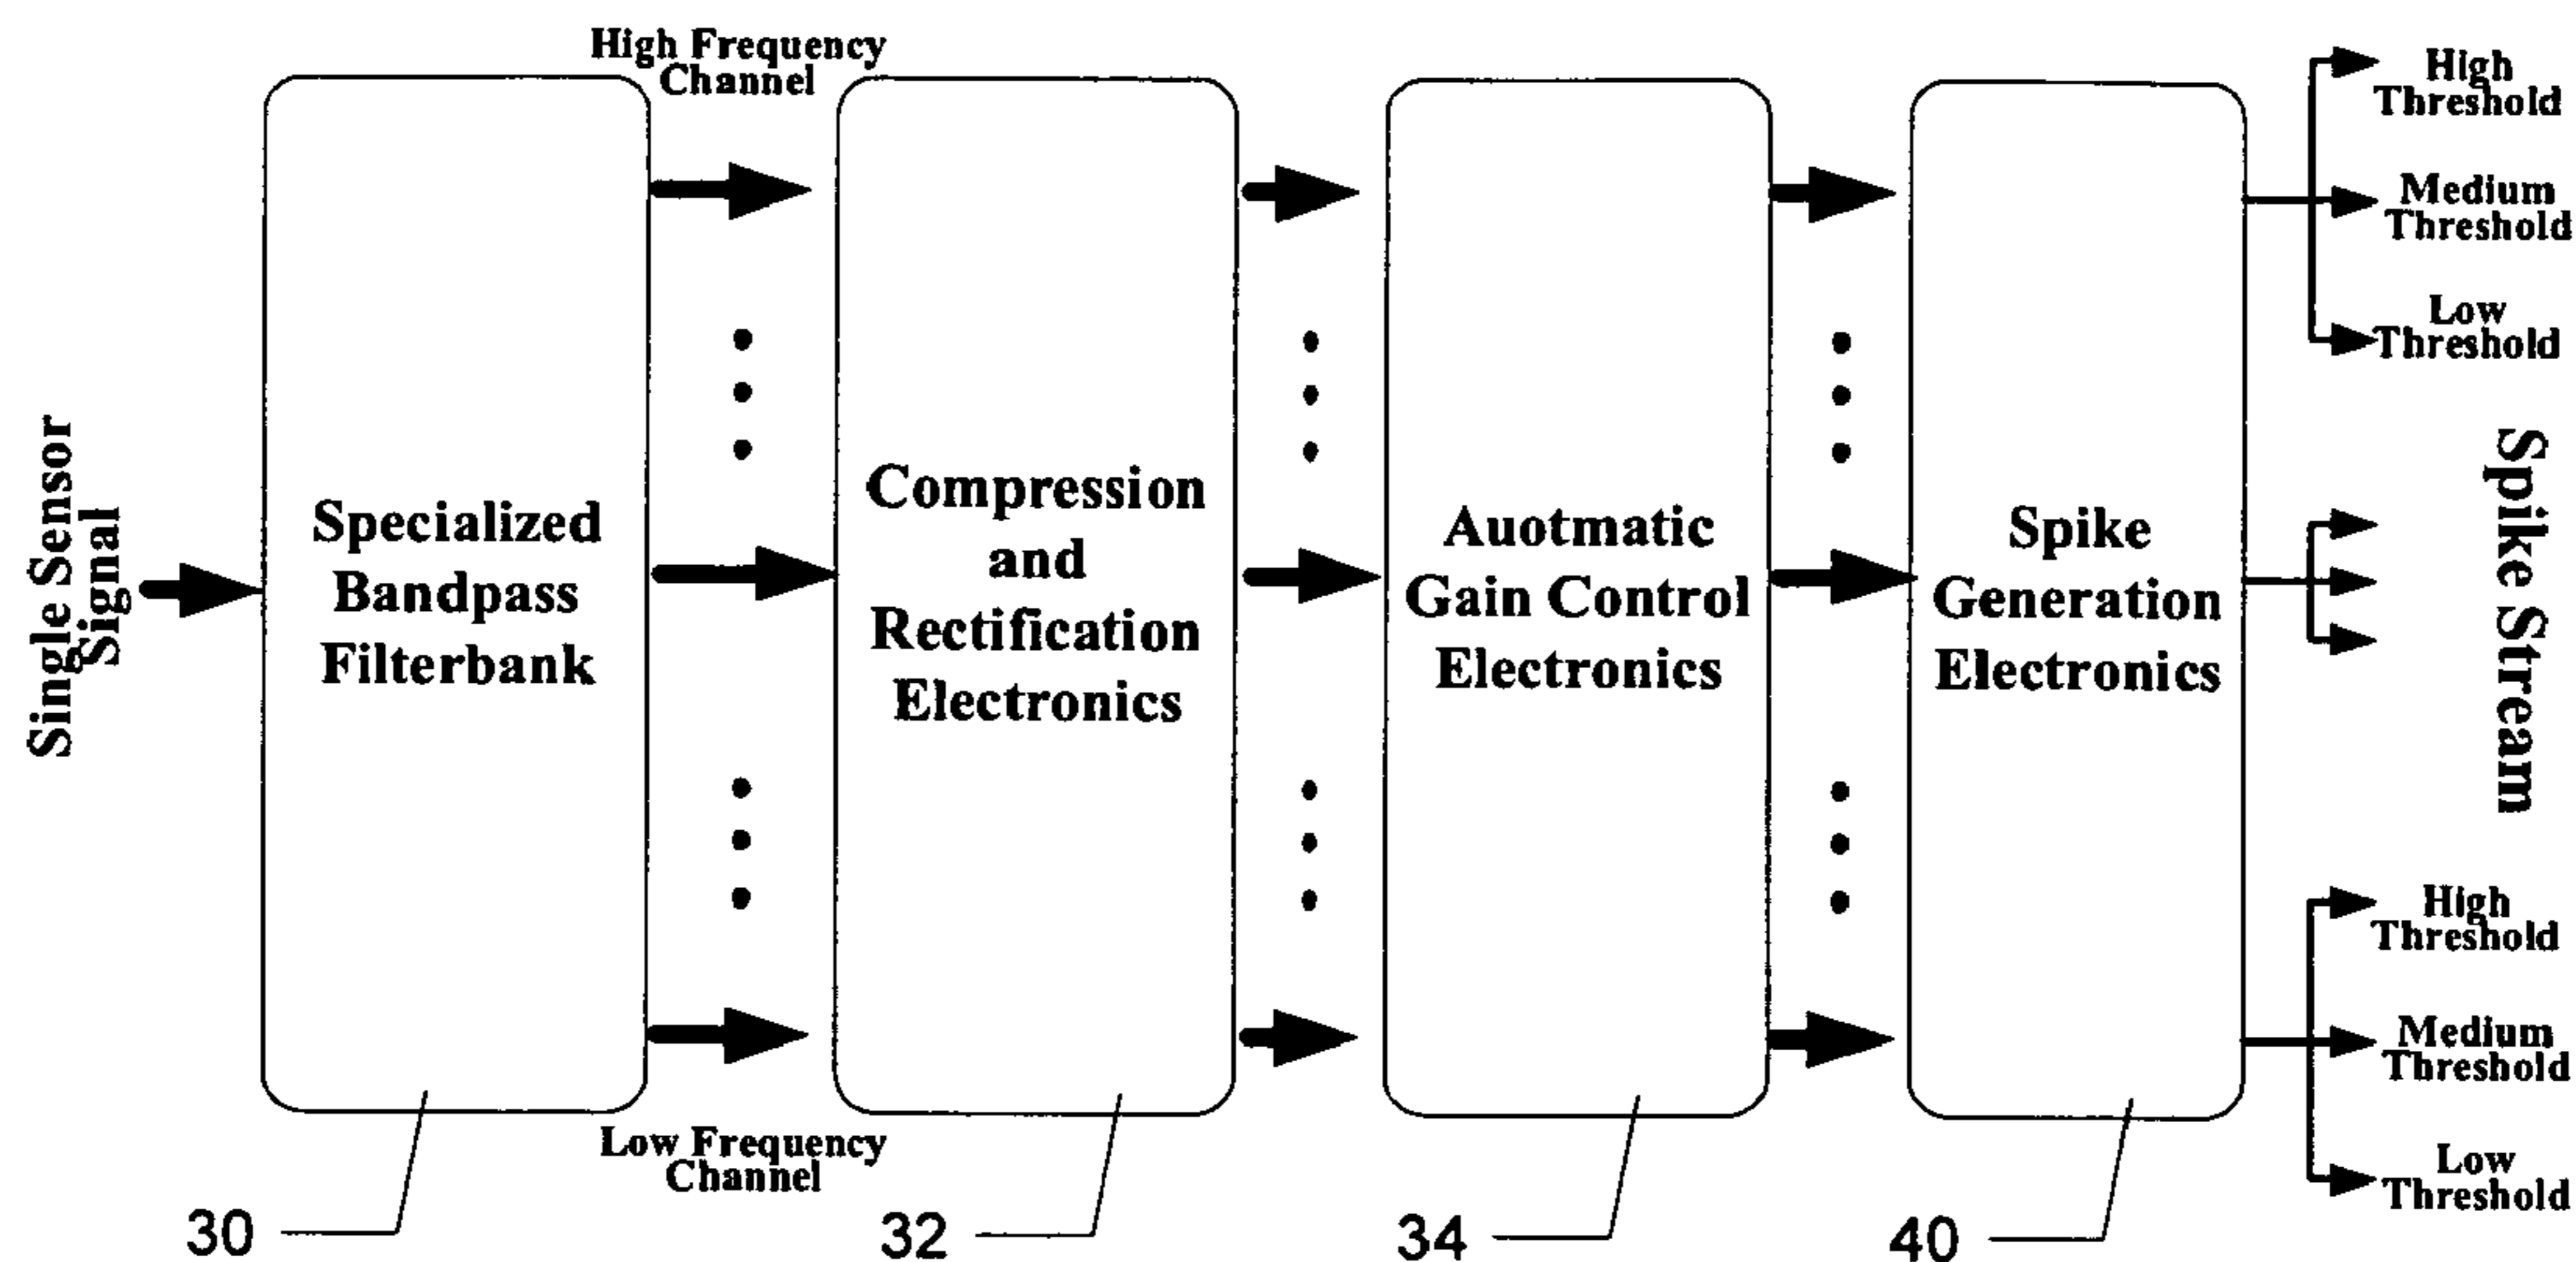 Single Sensor
Signal
Specialized
Bandpass
Filterbank
High Frequency
Channel
Low Frequency
Channel
Compression
and
Rectification
Electronics
Auotmatic
Gain Control
Electronics
Spike
Generation
Electronics
High
Threshold
Medium
Threshold
Low
Threshold
Spike Stream
High
Threshold
Medium
Threshold
Low
Threshold
30
32
34
40